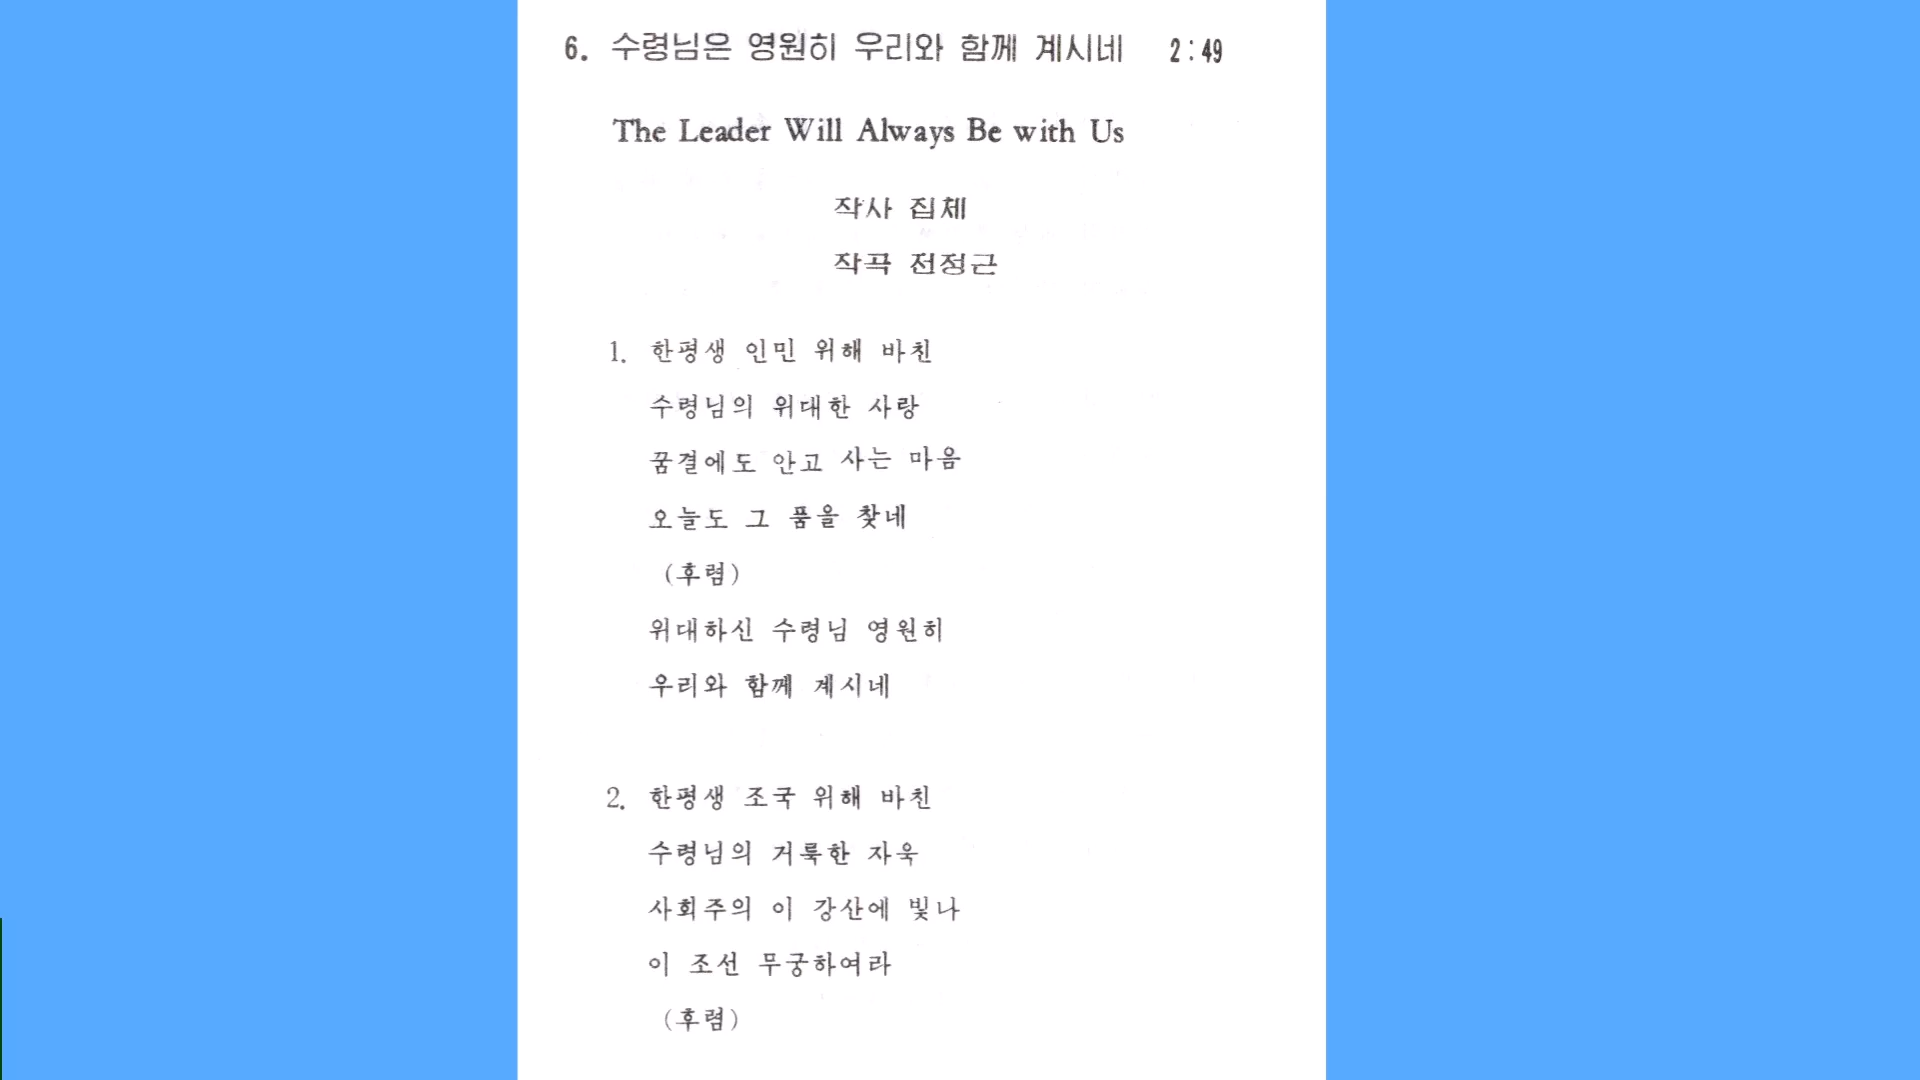 6. 수령님은 영원히 우리와 함께 계시네 2:49
The Leader Will Always Be with Us
작사 집체
작곡 전정근
1. 한평생 인민 위해 바친
수령님의 위대한 사랑
꿈결에도 안고 사는 마음
오늘도 그 품을 찾네
(후렴)
위대하신 수령님 영원히
우리와 함께 계시네
2. 한평생 조국 위해 바친
수령님의 거룩한 자욱
사회주의 이 강산에 빛나
이 조선 무궁하여라
(후렴)